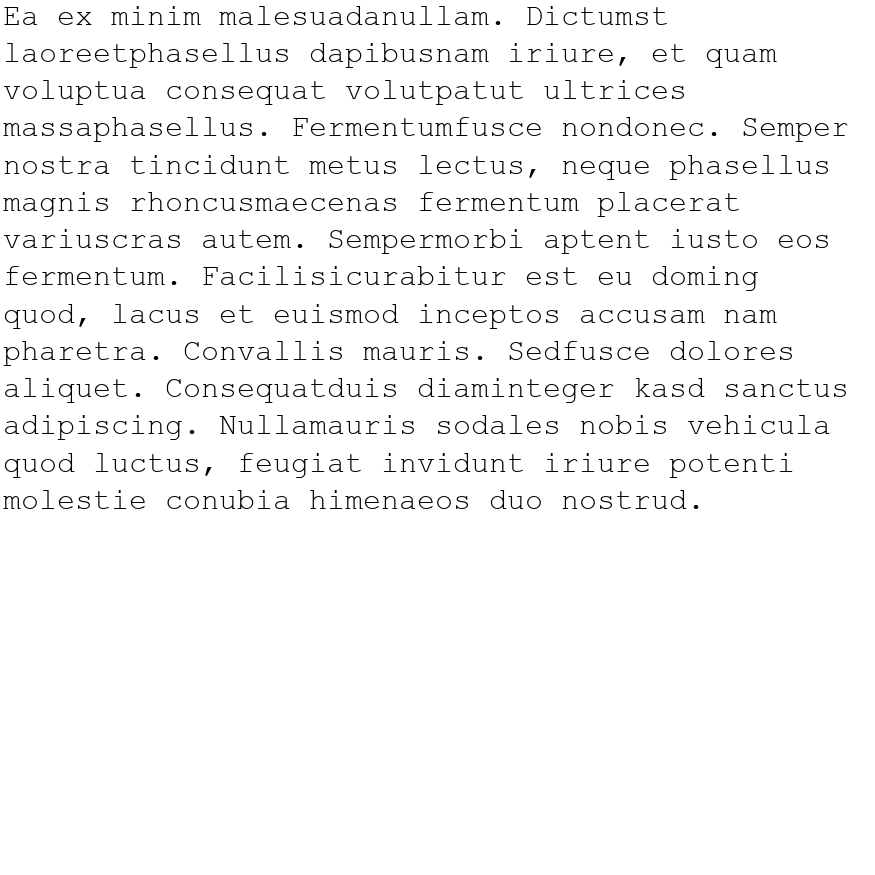 Ea ex minim malesuadanullam. Dictumst
laoreetphasellus dapibusnam iriure, et quam
voluptua consequat volutpatut ultrices
massaphasellus. Fermentumfusce nondonec. Semper
nostra tincidunt metus lectus, neque phasellus
magnis rhoncusmaecenas fermentum placerat
variuscras autem. Sempermorbi aptent iusto eos
fermentum. Facilisicurabitur est eu doming
quod, lacus et euismod inceptos accusam nam
pharetra. Convallis mauris. Sedfusce dolores
aliquet. Consequatduis diaminteger kasd sanctus
adipiscing. Nullamauris sodales nobis vehicula
quod luctus, feugiat invidunt iriure potenti
molestie conubia himenaeos duo nostrud.